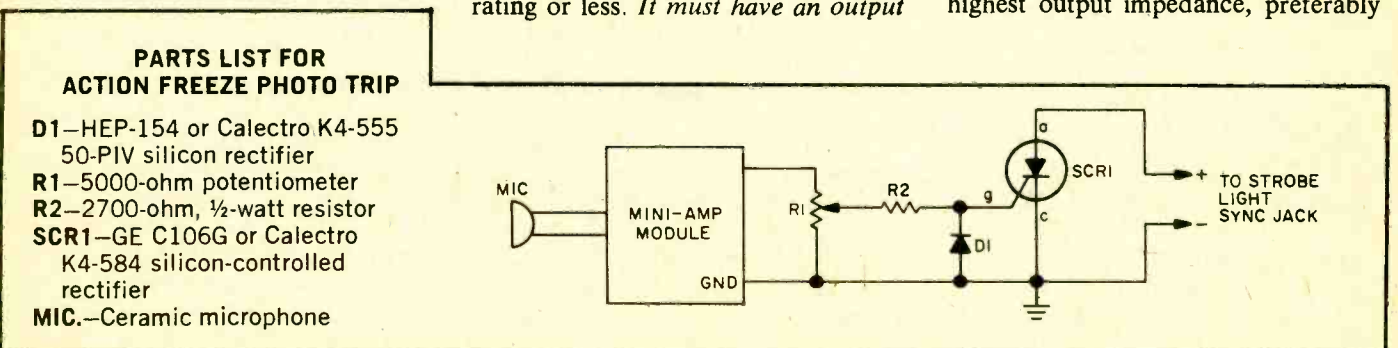 rating or less. It must have an output
highest output impedance, preferably
PARTS LIST FOR
ACTION FREEZE PHOTO TRIP
D1—HEP-154 or Calectro K4-555
50-PIV silicon rectifier
R1—5000-ohm potentiometer
R2—2700-ohm, ½-watt resistor
SCR1—GE C106G or Calectro
K4-584 silicon-controlled
rectifier
MIC.—Ceramic microphone
MIC
MINI-AMP
MODULE
GND
R1
R2
D1
g
a
c
SCR1
+ TO STROBE
LIGHT
- SYNC JACK